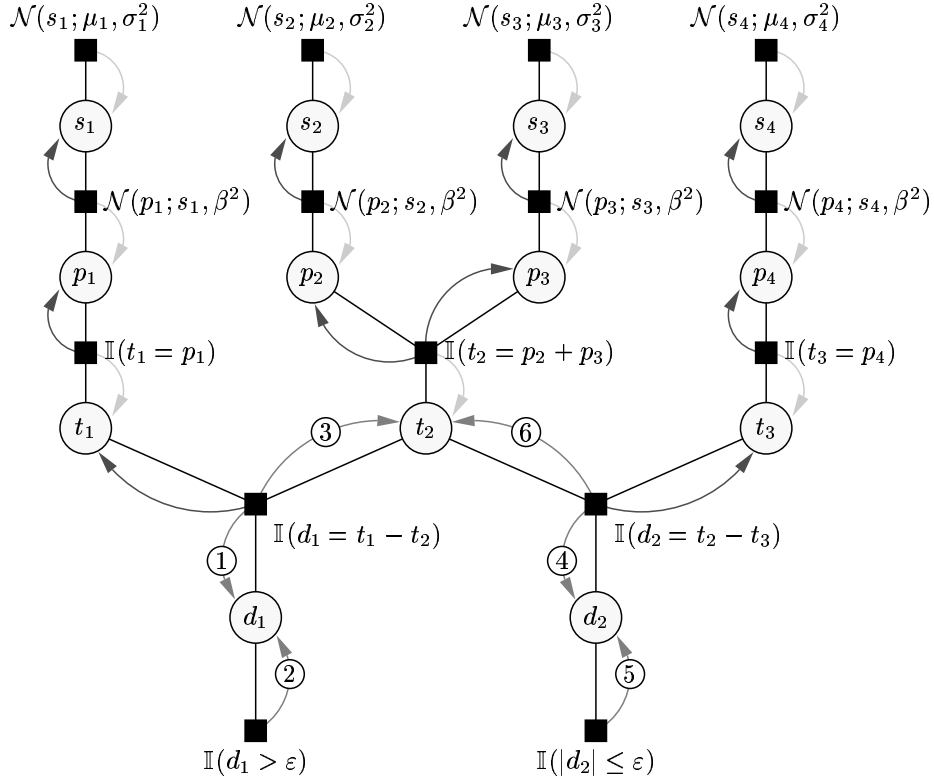 𝒩(s₁; μ₁, σ₁²) 𝒩(s₂; μ₂, σ₂²) 𝒩(s₃; μ₃, σ₃²) 𝒩(s₄; μ₄, σ₄²)
s₁ s₂ s₃ s₄
𝒩(p₁; s₁, β²) 𝒩(p₂; s₂, β²) 𝒩(p₃; s₃, β²) 𝒩(p₄; s₄, β²)
p₁ p₂ p₃ p₄
𝕀(t₁ = p₁) 𝕀(t₂ = p₂ + p₃) 𝕀(t₃ = p₄)
t₁ 3 t₂ 6 t₃
𝕀(d₁ = t₁ − t₂) 𝕀(d₂ = t₂ − t₃)
1 4
d₁ d₂
2 5
𝕀(d₁ > ε) 𝕀(|d₂| ≤ ε)